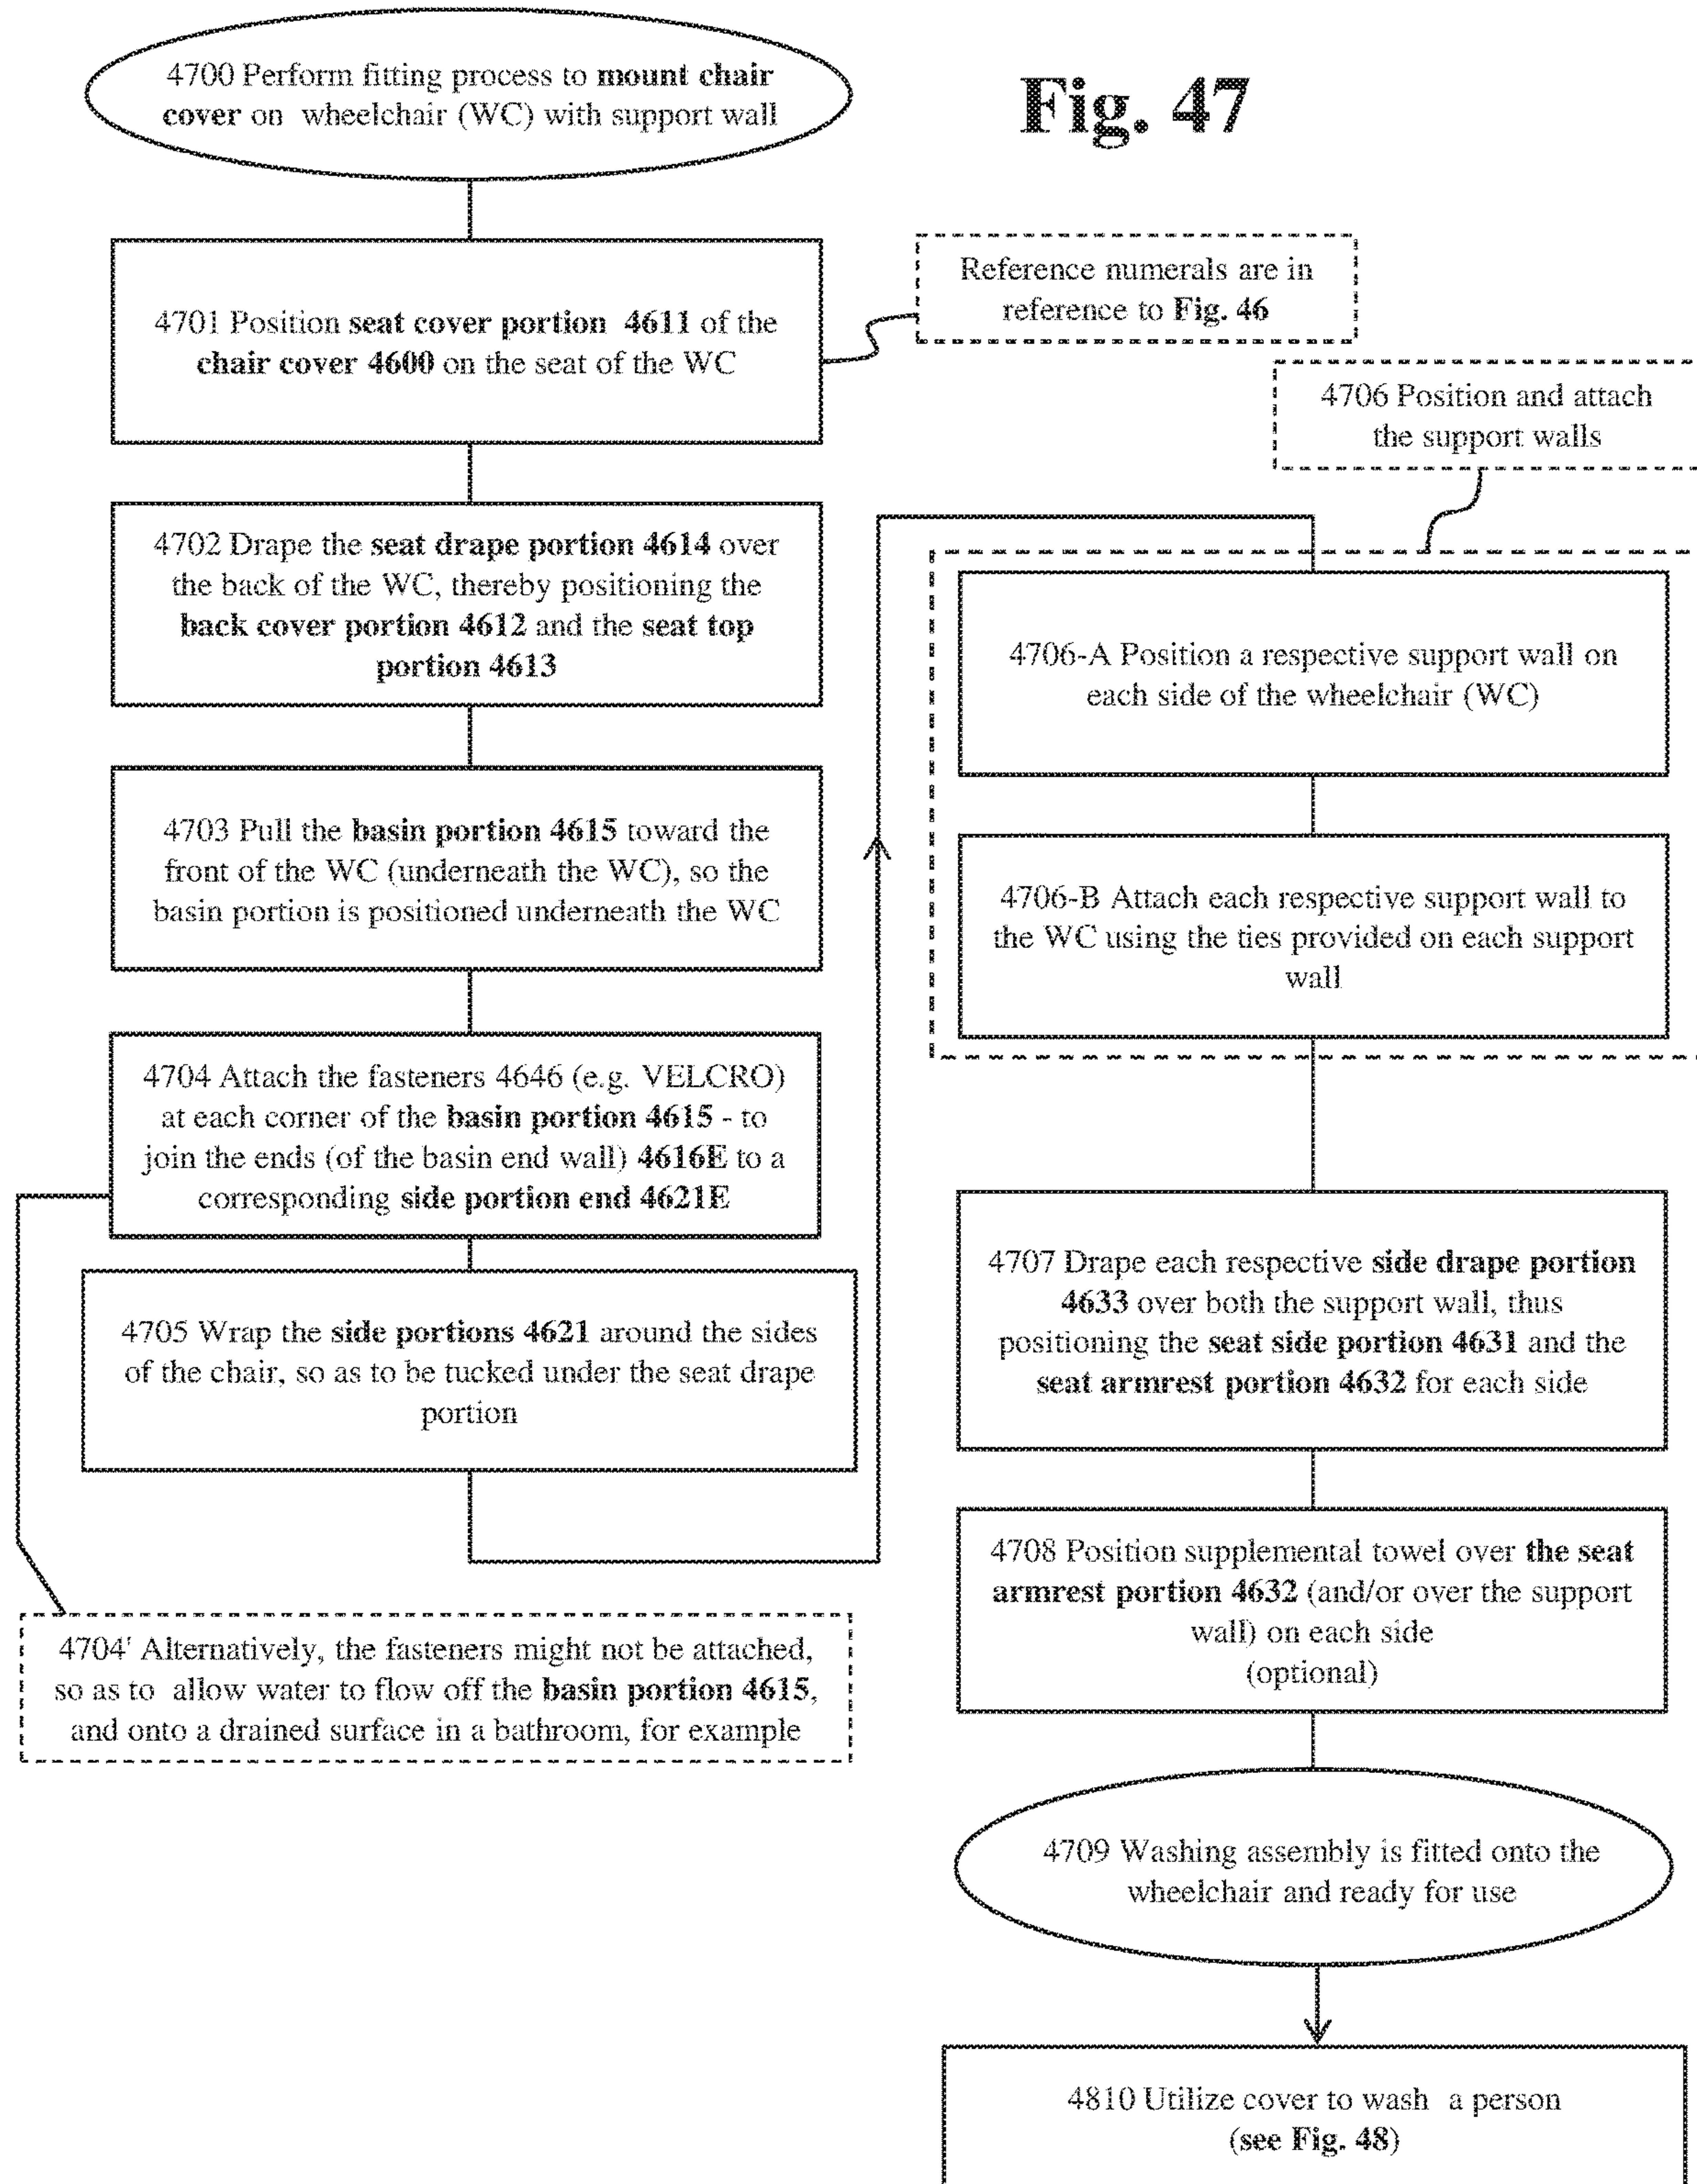 Fig. 47
4700 Perform fitting process to mount chair
cover on wheelchair (WC) with support wall
4701 Position seat cover portion 4611 of the
chair cover 4600 on the seat of the WC
Reference numerals are in
reference to Fig. 46
4702 Drape the seat drape portion 4614 over
the back of the WC, thereby positioning the
back cover portion 4612 and the seat top
portion 4613
4703 Pull the basin portion 4615 toward the
front of the WC (underneath the WC), so the
basin portion is positioned underneath the WC
4704 Attach the fasteners 4646 (e.g. VELCRO)
at each corner of the basin portion 4615 - to
join the ends (of the basin end wall) 4616E to a
corresponding side portion end 4621E
4705 Wrap the side portions 4621 around the sides
of the chair, so as to be tucked under the seat drape
portion
4704' Alternatively, the fasteners might not be attached,
so as to allow water to flow off the basin portion 4615,
and onto a drained surface in a bathroom, for example
4706 Position and attach
the support walls
4706-A Position a respective support wall on
each side of the wheelchair (WC)
4706-B Attach each respective support wall to
the WC using the ties provided on each support
wall
4707 Drape each respective side drape portion
4633 over both the support wall, thus
positioning the seat side portion 4631 and the
seat armrest portion 4632 for each side
4708 Position supplemental towel over the seat
armrest portion 4632 (and/or over the support
wall) on each side
(optional)
4709 Washing assembly is fitted onto the
wheelchair and ready for use
4810 Utilize cover to wash a person
(see Fig. 48)